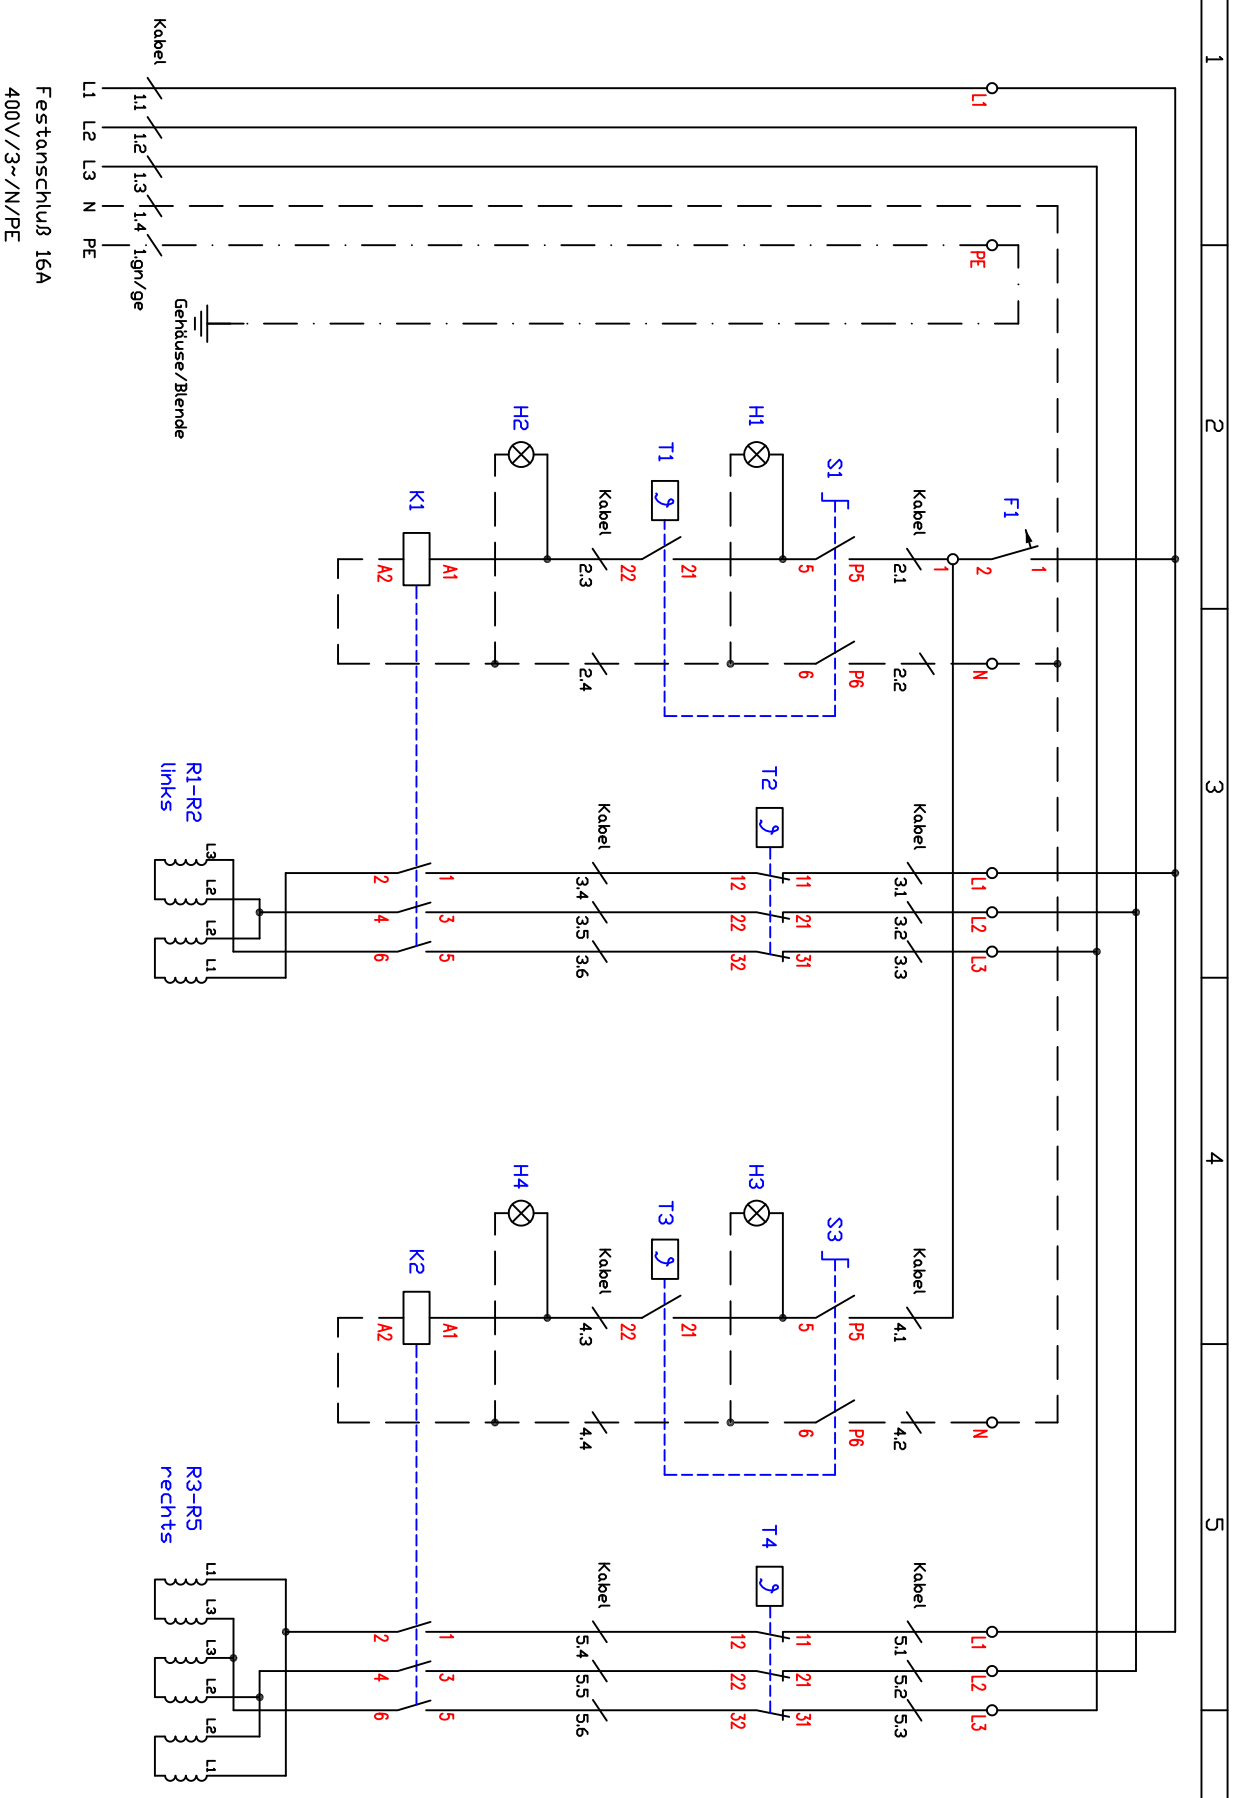 1
2
3
4
5
Kabel
L1
1.1
L2
1.2
L3
1.3
N
1.4
PE
1.gn/ge
Festanschluß 16A
400V/3~/N/PE
Gehäuse/Blende
L1
PE
F1
1
2
1
Kabel
2.1
S1
P5
5
N
2.2
P6
6
H1
T1
21
22
Kabel
2.3
2.4
H2
K1
A1
A2
L1
L2
L3
Kabel
3.1
3.2
3.3
T2
11
12
21
22
31
32
Kabel
3.4
3.5
3.6
1
2
3
4
5
6
R1-R2
links
L3
L2
L2
L1
Kabel
4.1
S3
P5
5
N
4.2
P6
6
H3
T3
21
22
Kabel
4.3
4.4
H4
K2
A1
A2
L1
L2
L3
Kabel
5.1
5.2
5.3
T4
11
12
21
22
31
32
Kabel
5.4
5.5
5.6
1
2
3
4
5
6
R3-R5
rechts
L1
L3
L3
L2
L2
L1